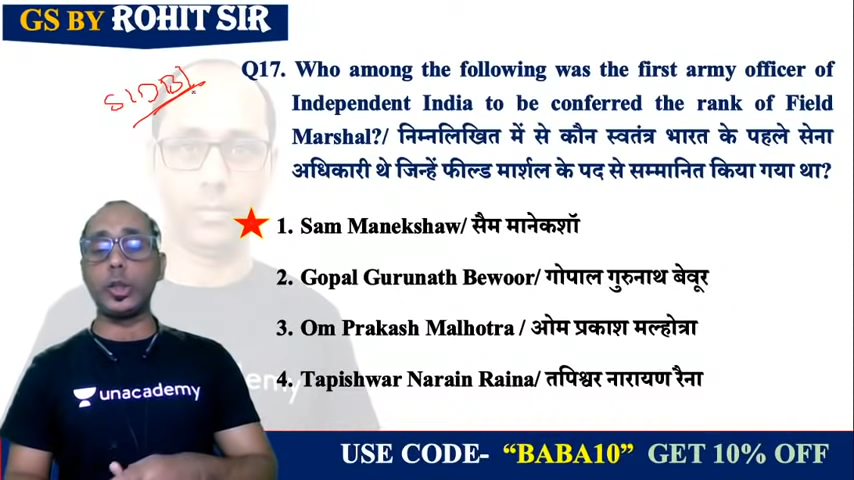 GS BY ROHIT SIR
SIDBI
Q17. Who among the following was the first army officer of
Independent India to be conferred the rank of Field
Marshal?/ निम्नलिखित में से कौन स्वतंत्र भारत के पहले सेना
अधिकारी थे जिन्हें फील्ड मार्शल के पद से सम्मानित किया गया था?
1. Sam Manekshaw/ सैम मानेकशॉ
2. Gopal Gurunath Bewoor/ गोपाल गुरुनाथ बेवूर
3. Om Prakash Malhotra / ओम प्रकाश मल्होत्रा
4. Tapishwar Narain Raina/ तपिश्वर नारायण रैना
unacademy
emy
USE CODE- “BABA10” GET 10% OFF